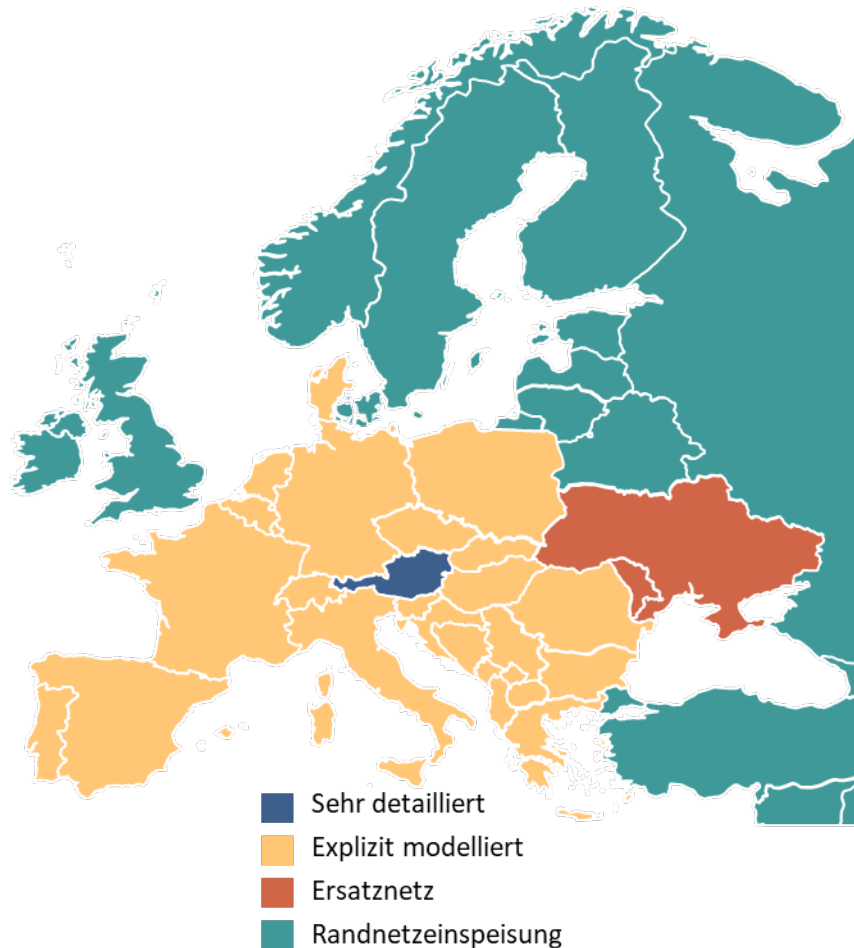 Sehr detailliert
Explizit modelliert
Ersatznetz
Randnetzeinspeisung